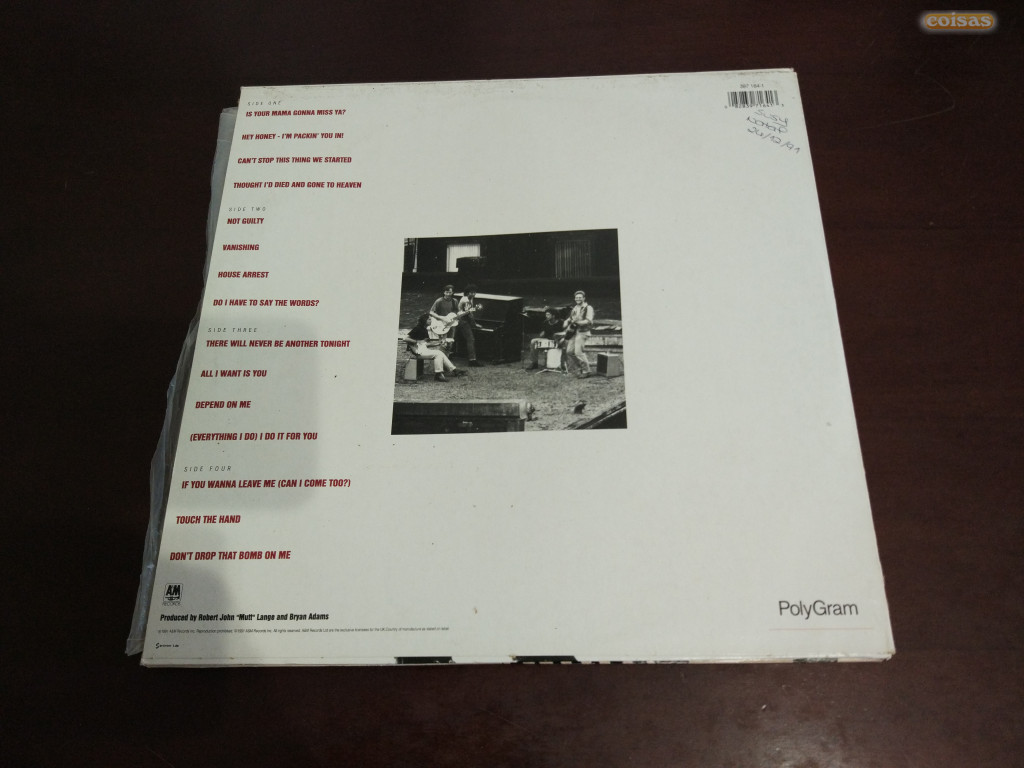 coisas
SIDE ONE
IS YOUR MAMA GONNA MISS YA?
HEY HONEY - I'M PACKIN' YOU IN!
CAN'T STOP THIS THING WE STARTED
THOUGHT I'D DIED AND GONE TO HEAVEN
SIDE TWO
NOT GUILTY
VANISHING
HOUSE ARREST
DO I HAVE TO SAY THE WORDS?
SIDE THREE
THERE WILL NEVER BE ANOTHER TONIGHT
ALL I WANT IS YOU
DEPEND ON ME
(EVERYTHING I DO) I DO IT FOR YOU
SIDE FOUR
IF YOU WANNA LEAVE ME (CAN I COME TOO?)
TOUCH THE HAND
DON'T DROP THAT BOMB ON ME
A&M
RECORDS
Produced by Robert John "Mutt" Lange and Bryan Adams
24/12/91
PolyGram